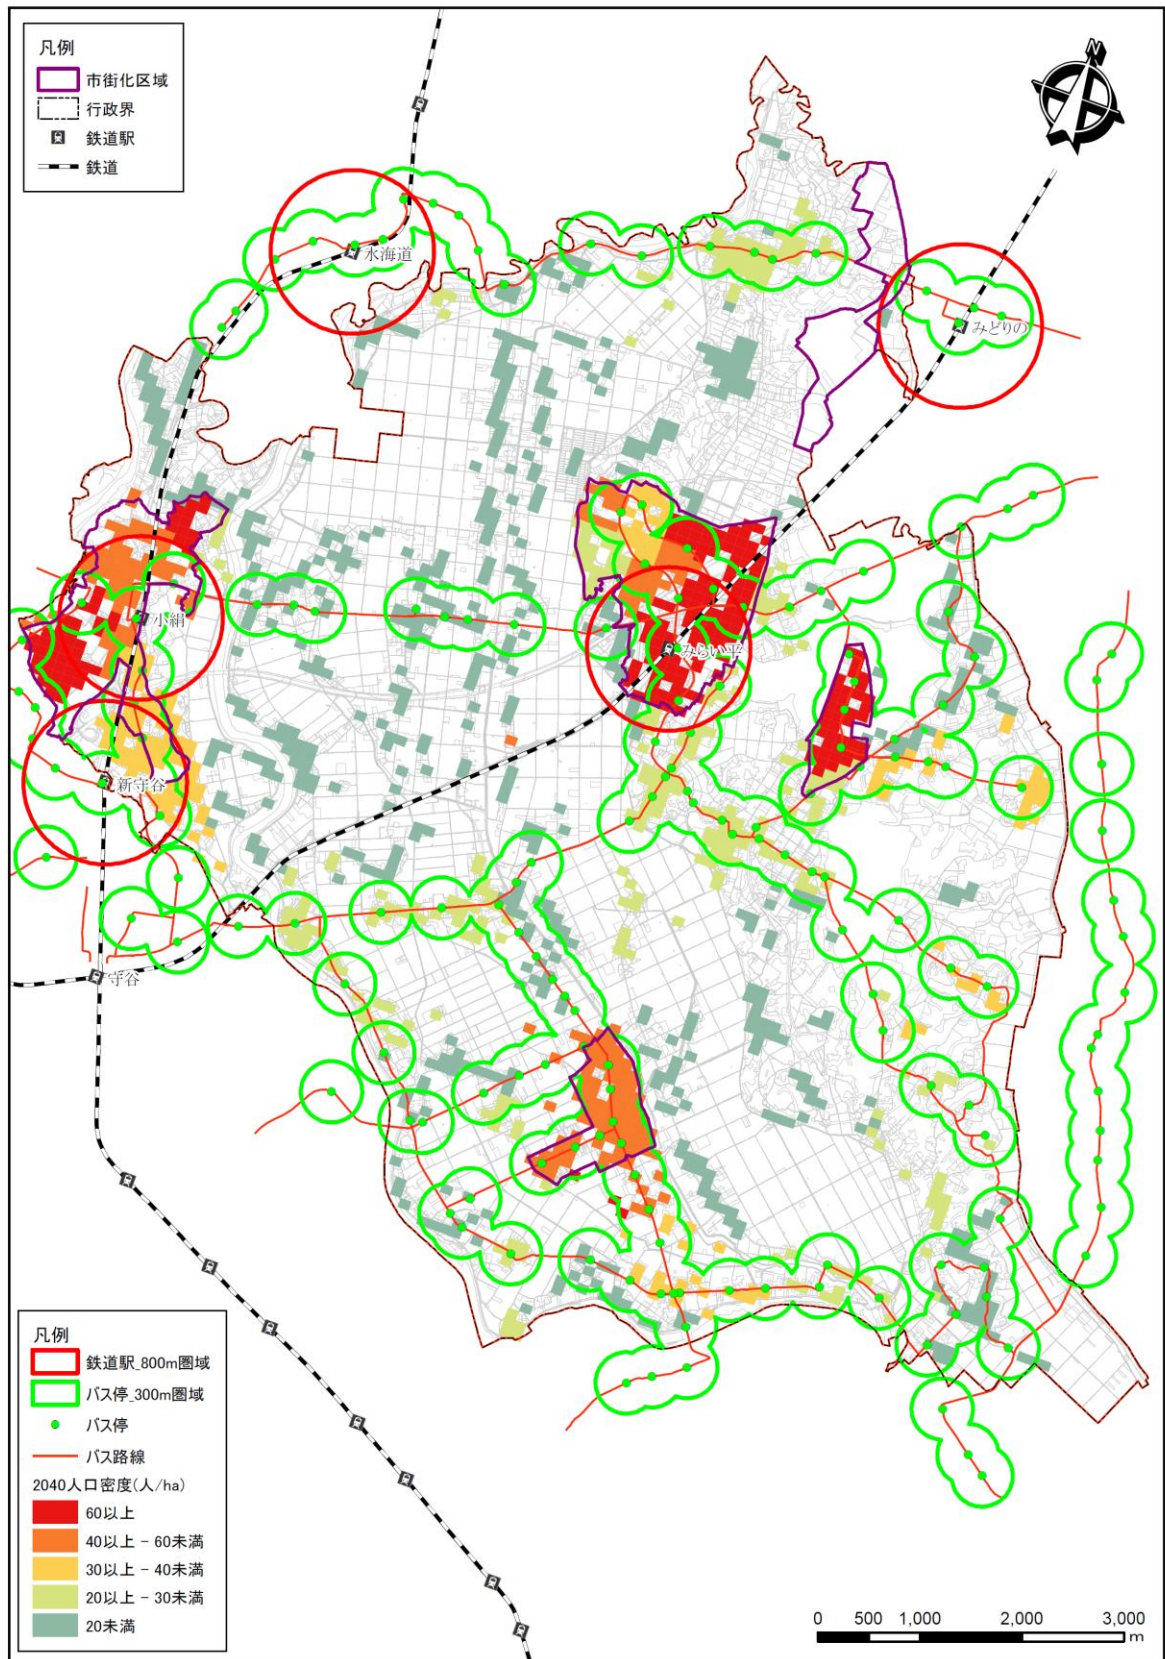 凡例
市街化区域
行政界
鉄道駅
鉄道
N
水海道
みどりの
小絹
みらい平
新守谷
守谷
凡例
鉄道駅_800m圏域
バス停_300m圏域
バス停
バス路線
2040人口密度(人/ha)
60以上
40以上 - 60未満
30以上 - 40未満
20以上 - 30未満
20未満
0 500 1,000 2,000 3,000
m